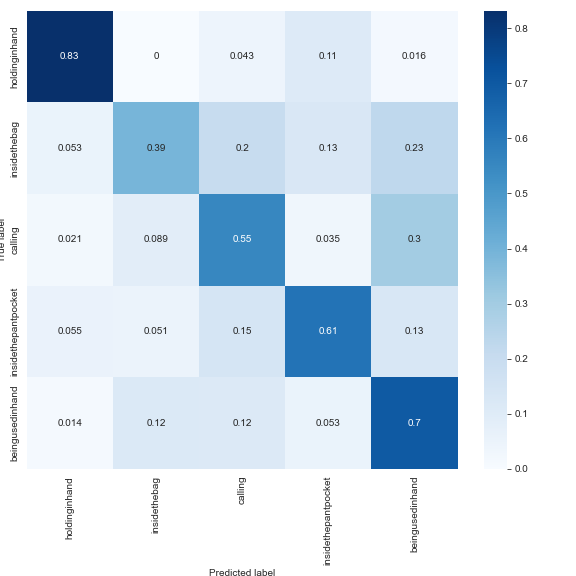 holdinginhand 0.83 0 0.043 0.11 0.016
insidethebag 0.053 0.39 0.2 0.13 0.23
calling 0.021 0.089 0.55 0.035 0.3
insidethepantpocket 0.055 0.051 0.15 0.61 0.13
beingusedinhand 0.014 0.12 0.12 0.053 0.7
True label
holdinginhand insidethebag calling insidethepantpocket beingusedinhand
Predicted label
0.8
0.7
0.6
0.5
0.4
0.3
0.2
0.1
0.0